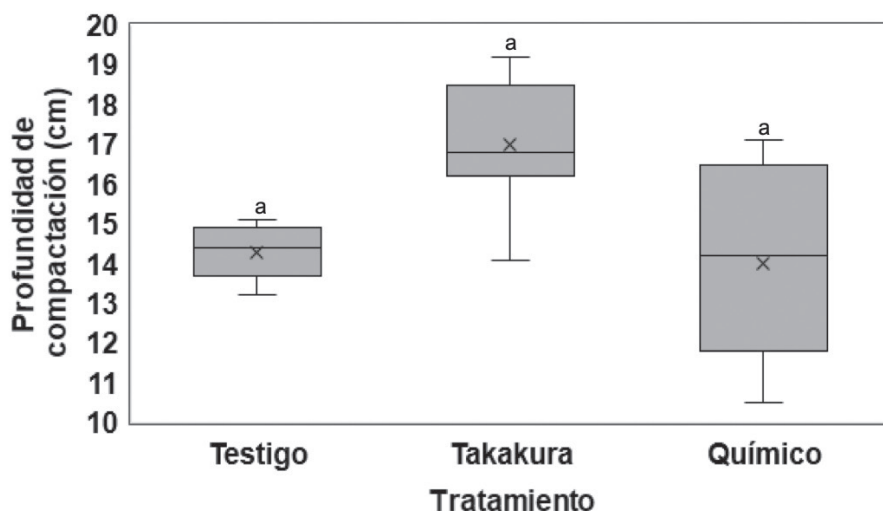 20
19
18
17
16
15
14
13
12
11
10
Profundidad de
compactación (cm)
a
a
a
Testigo
Takakura
Químico
Tratamiento